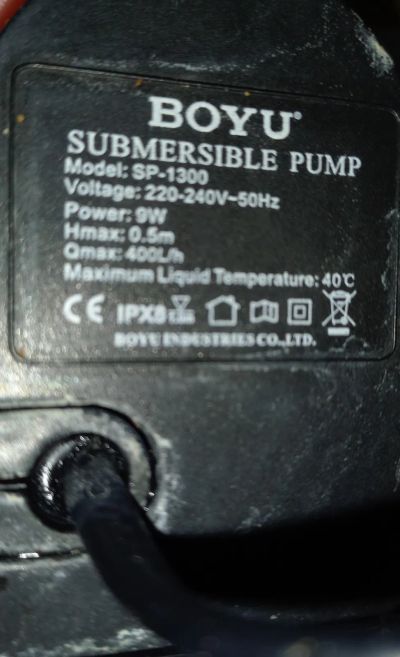 BOYU®
SUBMERSIBLE PUMP
Model: SP-1300
Voltage: 220-240V~50Hz
Power: 9W
Hmax: 0.5m
Qmax: 400L/h
Maximum Liquid Temperature: 40℃
CE IPX8
BOYU INDUSTRIES CO.,LTD.